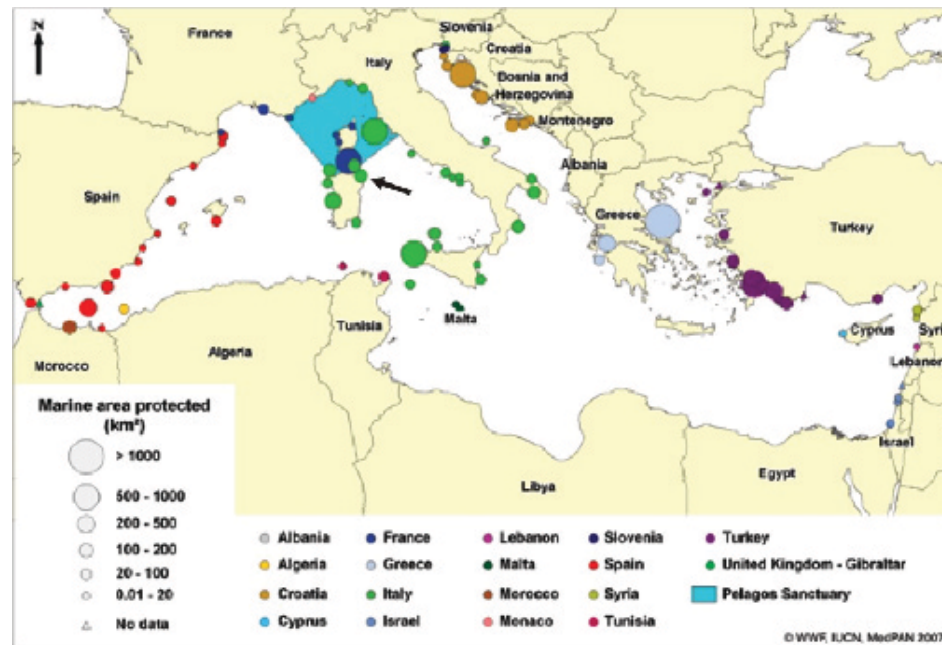 N
France
Slovenia
Croatia
Italy
Bosnia and
Herzegovina
Montenegro
Albania
Spain
Greece
Turkey
Malta
Cyprus
Syri
Tunisia
Lebanon
Algeria
Morocco
Israel
Egypt
Libya
Marine area protected
(km²)
> 1000
500 - 1000
200 - 500
100 - 200
20 - 100
0.01 - 20
No data
Albania
Algeria
Croatia
Cyprus
France
Greece
Italy
Israel
Lebanon
Malta
Morocco
Monaco
Slovenia
Spain
Syria
Tunisia
Turkey
United Kingdom - Gibraltar
Pelagos Sanctuary
© WWF, IUCN, MedPAN 2007